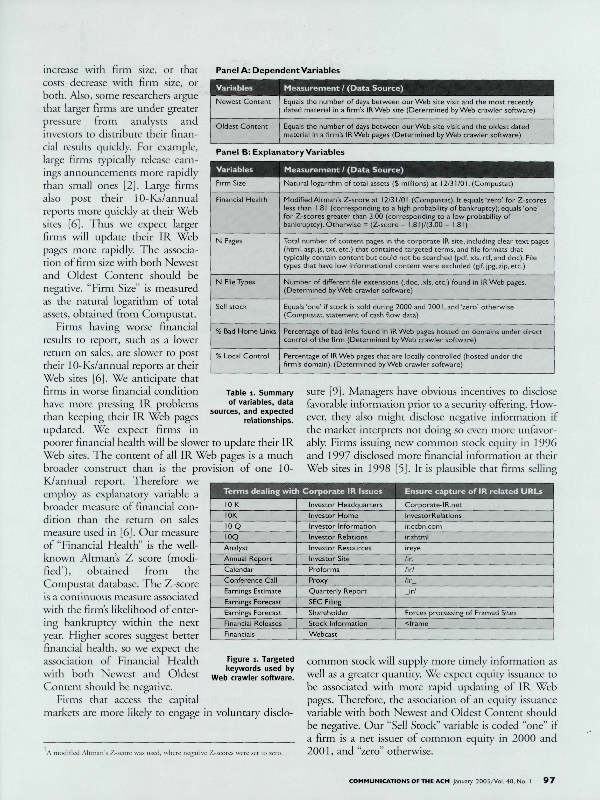 increase with firm size, or that
costs decrease with firm size, or
both. Also, some researchers argue
that larger firms are under greater
pressure from analysts and
investors to distribute their finan-
cial results quickly. For example,
large firms typically release earn-
ings announcements more rapidly
than small ones [2]. Large firms
also post their 10-Ks/annual
reports more quickly at their Web
sites [6]. Thus we expect larger
firms will update their IR Web
pages more rapidly. The associa-
tion of firm size with both Newest
and Oldest Content should be
negative. “Firm Size” is measured
as the natural logarithm of total
assets, obtained from Compustat.
Firms having worse financial
results to report, such as a lower
return on sales, are slower to post
their 10-Ks/annual reports at their
Web sites [6]. We anticipate that
firms in worse financial condition
have more pressing IR problems
than keeping their IR Web pages
updated. We expect firms in
poorer financial health will be slower to update their IR
Web sites. The content of all IR Web pages is a much
broader construct than is the provision of one 10-
K/annual report. Therefore we
employ as explanatory variable a
broader measure of financial con-
dition than the return on sales
measure used in [6]. Our measure
of “Financial Health” is the well-
known Altman's Z score (modi-
fied¹), obtained from the
Compustat database. The Z-score
is a continuous measure associated
with the firm's likelihood of enter-
ing bankruptcy within the next
year. Higher scores suggest better
financial health, so we expect the
association of Financial Health
with both Newest and Oldest
Content should be negative.
Firms that access the capital
markets are more likely to engage in voluntary disclo-
¹A modified Altman's Z-score was used, where negative Z-scores were set to zero.
Panel A: Dependent Variables
Variables Measurement / (Data Source)
Newest Content Equals the number of days between our Web site visit and the most recently
dated material in a firm's IR Web site (Determined by Web crawler software)
Oldest Content Equals the number of days between our Web site visit and the oldest dated
material in a firm's IR Web pages (Determined by Web crawler software)
Panel B: Explanatory Variables
Variables Measurement / (Data Source)
Firm Size Natural logarithm of total assets ($ millions) at 12/31/01. (Compustat)
Financial Health Modified Altman's Z-score at 12/31/01 (Compustat). It equals 'zero' for Z-scores
less than 1.81 (corresponding to a high probability of bankruptcy); equals 'one'
for Z-scores greater than 3.00 (corresponding to a low probability of
bankruptcy). Otherwise = (Z-score – 1.81)/(3.00 – 1.81)
N Pages Total number of content pages in the corporate IR site, including clear text pages
(html, asp, js, txt, etc.) that contained targeted terms, and file formats that
typically contain content but could not be searched (pdf, xls, rtf, and doc). File
types that have low informational content were excluded (gif, jpg, zip, etc.)
N File Types Number of different file extensions (.doc, .xls, etc.) found in IR Web pages.
(Determined by Web crawler software)
Sell stock Equals 'one' if stock is sold during 2000 and 2001, and 'zero' otherwise
(Compustat, statement of cash flow data)
% Bad Home Links Percentage of bad links found in IR Web pages hosted on domains under direct
control of the firm (Determined by Web crawler software)
% Local Control Percentage of IR Web pages that are locally controlled (hosted under the
firm's domain). (Determined by Web crawler software)
Table 1. Summary
of variables, data
sources, and expected
relationships.
sure [9]. Managers have obvious incentives to disclose
favorable information prior to a security offering. How-
ever, they also might disclose negative information if
the market interprets not doing so even more unfavor-
ably. Firms issuing new common stock equity in 1996
and 1997 disclosed more financial information at their
Web sites in 1998 [5]. It is plausible that firms selling
Terms dealing with Corporate IR Issues Ensure capture of IR related URLs
10 K Investor Headquarters Corporate-IR.net
10K Investor Home InvestorRelations
10 Q Investor Information ir.ccbn.com
10Q Investor Relations ir.zhtml
Analyst Investor Resources ireye
Annual Report Investor Site /ir.
Calendar Proforma /ir/
Conference Call Proxy /ir_
Earnings Estimate Quarterly Report _ir/
Earnings Forecast SEC Filing
Earnings Forecast Shareholder Forces processing of Framed Sites
Financial Releases Stock Information <frame
Financials Webcast
Figure 1. Targeted
keywords used by
Web crawler software.
common stock will supply more timely information as
well as a greater quantity. We expect equity issuance to
be associated with more rapid updating of IR Web
pages. Therefore, the association of an equity issuance
variable with both Newest and Oldest Content should
be negative. Our “Sell Stock” variable is coded “one” if
a firm is a net issuer of common equity in 2000 and
2001, and “zero” otherwise.
COMMUNICATIONS OF THE ACM January 2005/Vol. 48, No. 1 97